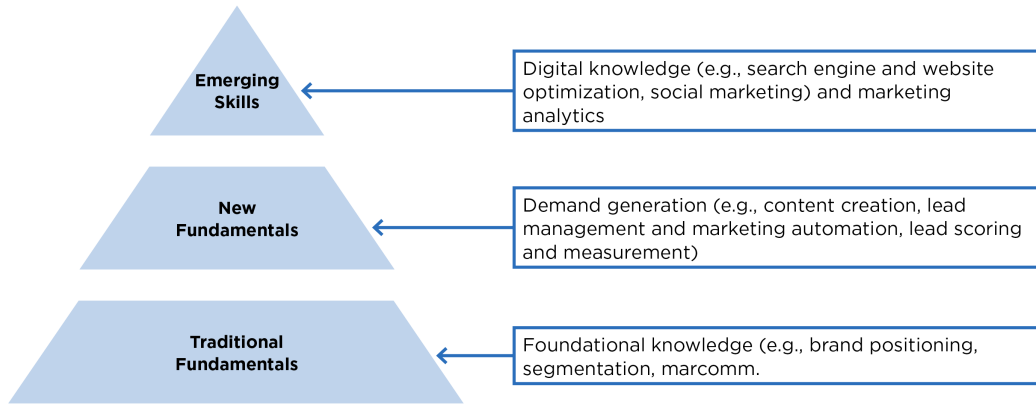 Emerging
Skills
Digital knowledge (e.g., search engine and website
optimization, social marketing) and marketing
analytics
New
Fundamentals
Demand generation (e.g., content creation, lead
management and marketing automation, lead scoring
and measurement)
Traditional
Fundamentals
Foundational knowledge (e.g., brand positioning,
segmentation, marcomm.